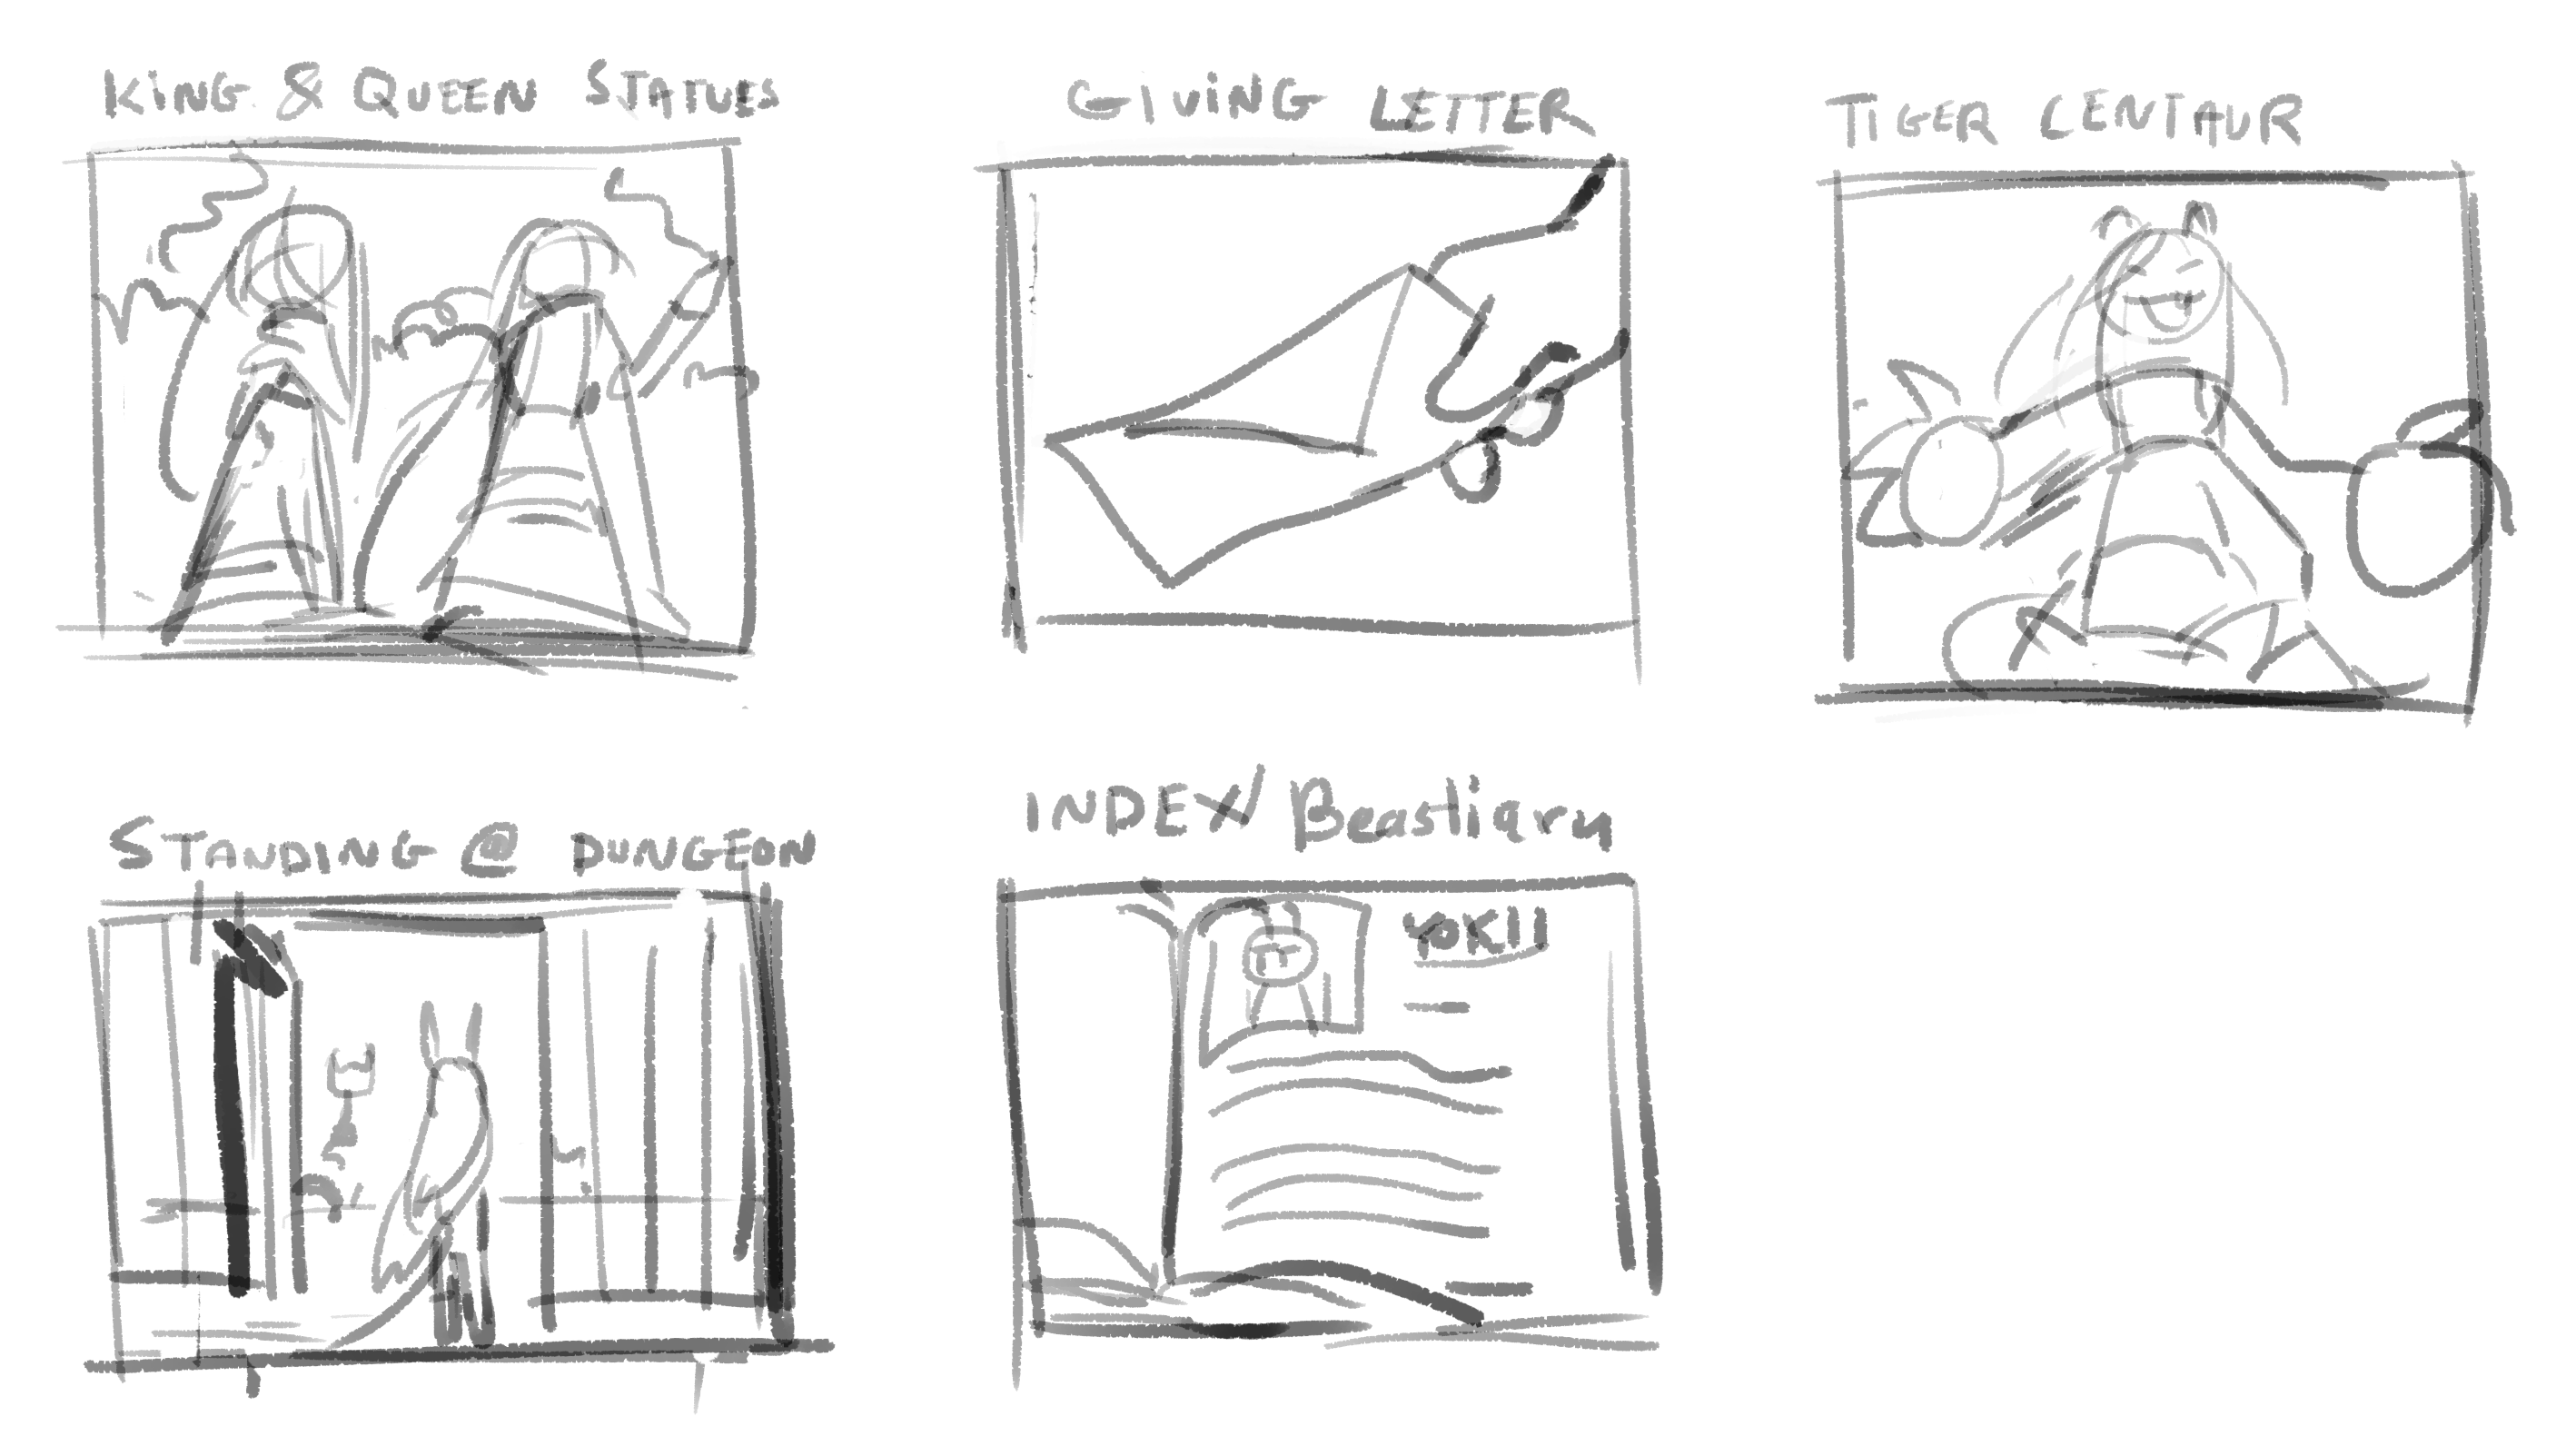 KiNG & QUEEN STATUES
GIViNG LETTER
TIGER CENTAUR
STANDING @ DUNGEON
INDEX/Beastiary
YOKII